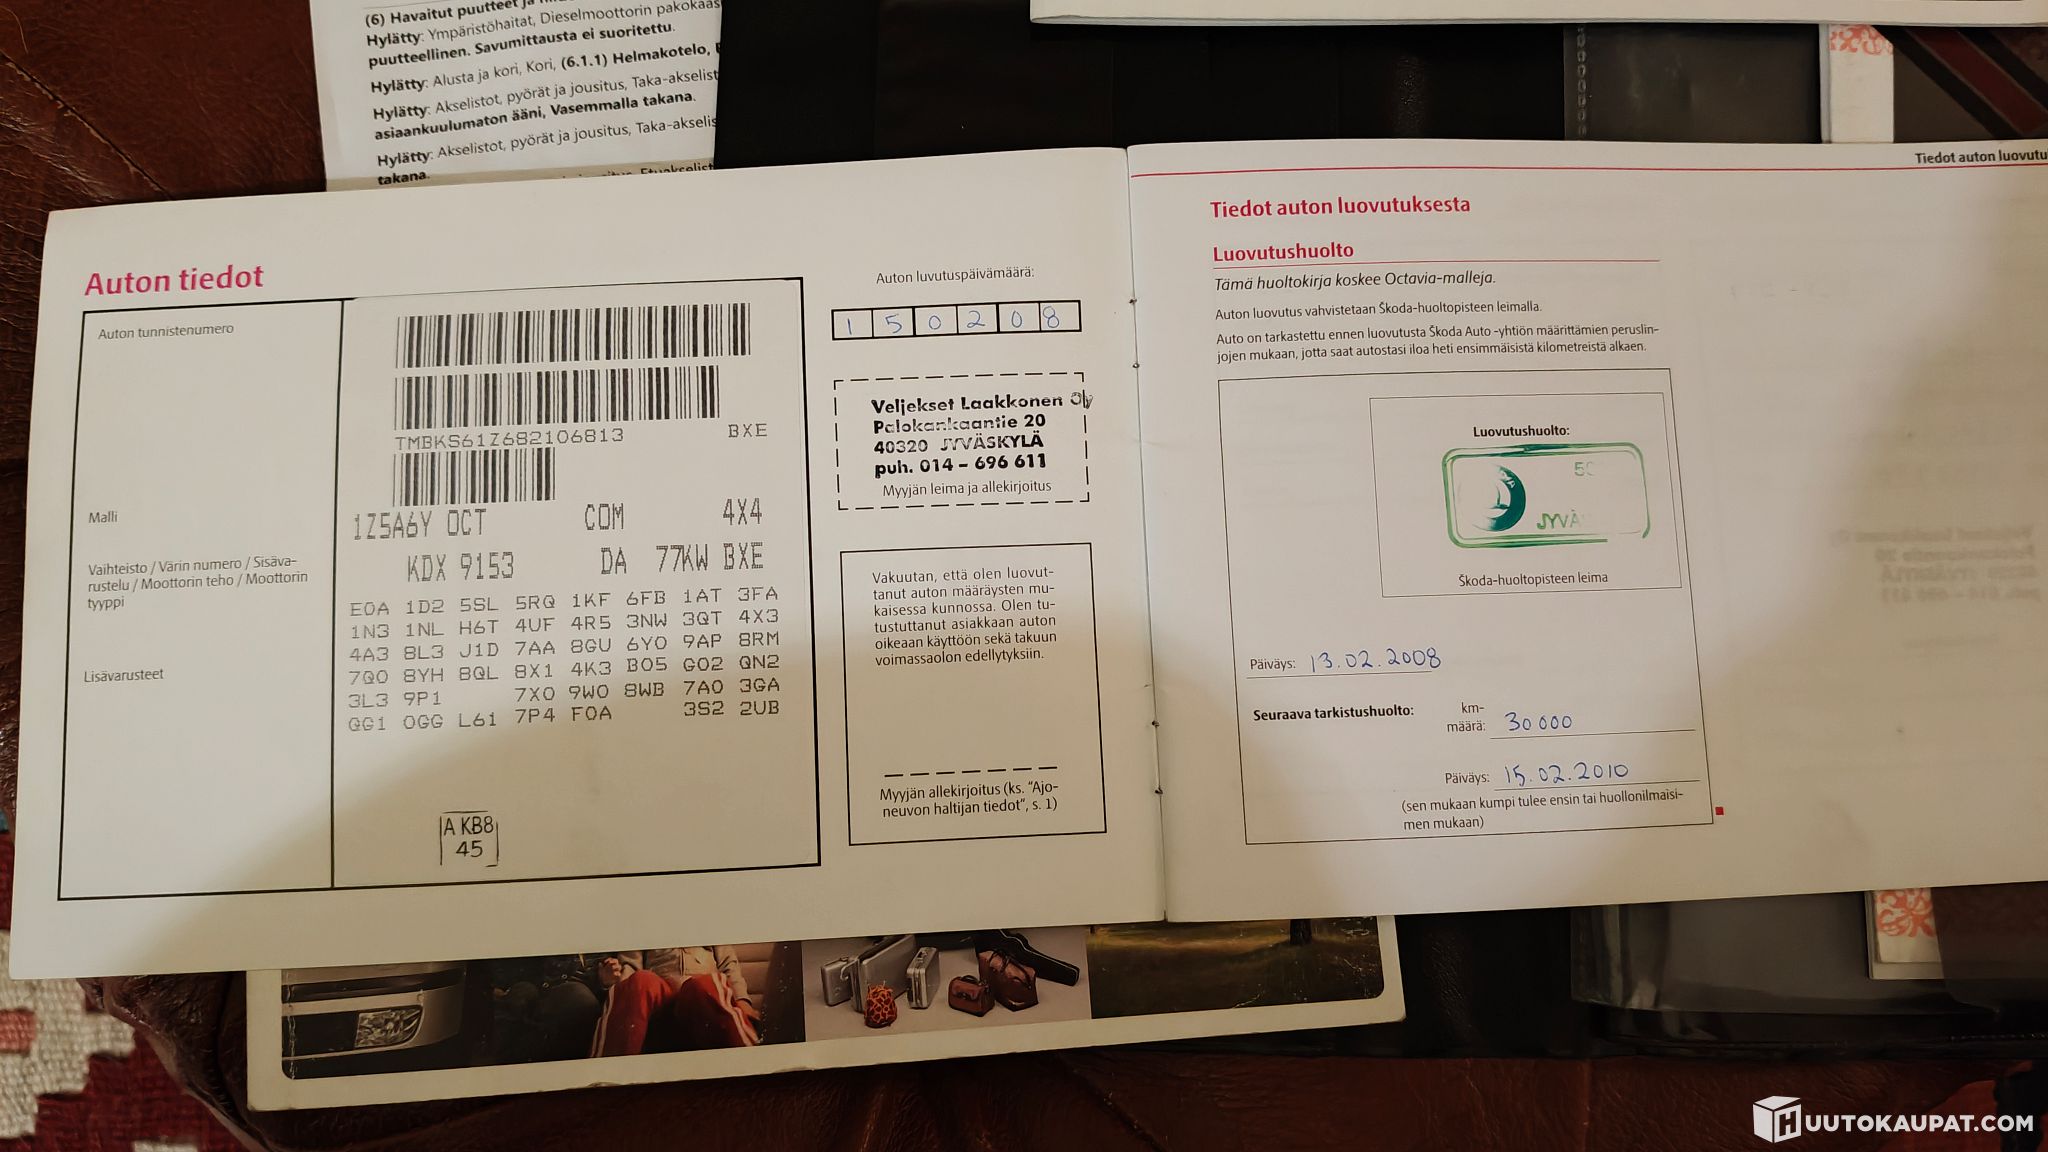 (6) Havaitut puutteet ja
Hylätty: Ympäristöhaitat, Dieselmoottorin pakokaas
puutteellinen. Savumittausta ei suoritettu.
Hylätty: Alusta ja kori, Kori, (6.1.1) Helmakotelo,
Hylätty: Akselistot, pyörät ja jousitus, Taka-akselist
asiaankuulumaton ääni, Vasemmalla takana.
Hylätty: Akselistot, pyörät ja jousitus, Taka-akselis
takana.
Auton tiedot
Auton tunnistenumero
TMBKS61Z682106813 BXE
Malli
1Z5A6Y OCT COM 4X4
Vaihteisto / Värin numero / Sisäva-
rustelu / Moottorin teho / Moottorin
tyyppi
KDX 9153 DA 77KW BXE
Lisävarusteet
E0A 1D2 5SL 5RQ 1KF 6FB 1AT 3FA
1N3 1NL H6T 4UF 4R5 3NW 3QT 4X3
4A3 8L3 J1D 7AA 8GU 6Y0 9AP 8RM
7Q0 8YH 8QL 8X1 4K3 B05 G02 QN2
3L3 9P1 7X0 9W0 8WB 7A0 3GA
QG1 0GG L61 7P4 F0A 3S2 2UB
A KB8
45
Auton luvutuspäivämäärä:
1 5 0 2 0 8
Veljekset Laakkonen Oy
Palokankaantie 20
40320 JYVÄSKYLÄ
puh. 014 – 696 611
Myyjän leima ja allekirjoitus
Vakuutan, että olen luovut-
tanut auton määräysten mu-
kaisessa kunnossa. Olen tu-
tustuttanut asiakkaan auton
oikeaan käyttöön sekä takuun
voimassaolon edellytyksiin.
Myyjän allekirjoitus (ks. "Ajo-
neuvon haltijan tiedot", s. 1)
Tiedot auton luovutu
Tiedot auton luovutuksesta
Luovutushuolto
Tämä huoltokirja koskee Octavia-malleja.
Auton luovutus vahvistetaan Škoda-huoltopisteen leimalla.
Auto on tarkastettu ennen luovutusta Škoda Auto -yhtiön määrittämien peruslin-
jojen mukaan, jotta saat autostasi iloa heti ensimmäisistä kilometreistä alkaen.
Luovutushuolto:
JYVÄ
Škoda-huoltopisteen leima
Päiväys: 13.02.2008
Seuraava tarkistushuolto: km-
määrä: 30 000
Päiväys: 15.02.2010
(sen mukaan kumpi tulee ensin tai huollonilmaisi-
men mukaan)
HUUTOKAUPAT.COM